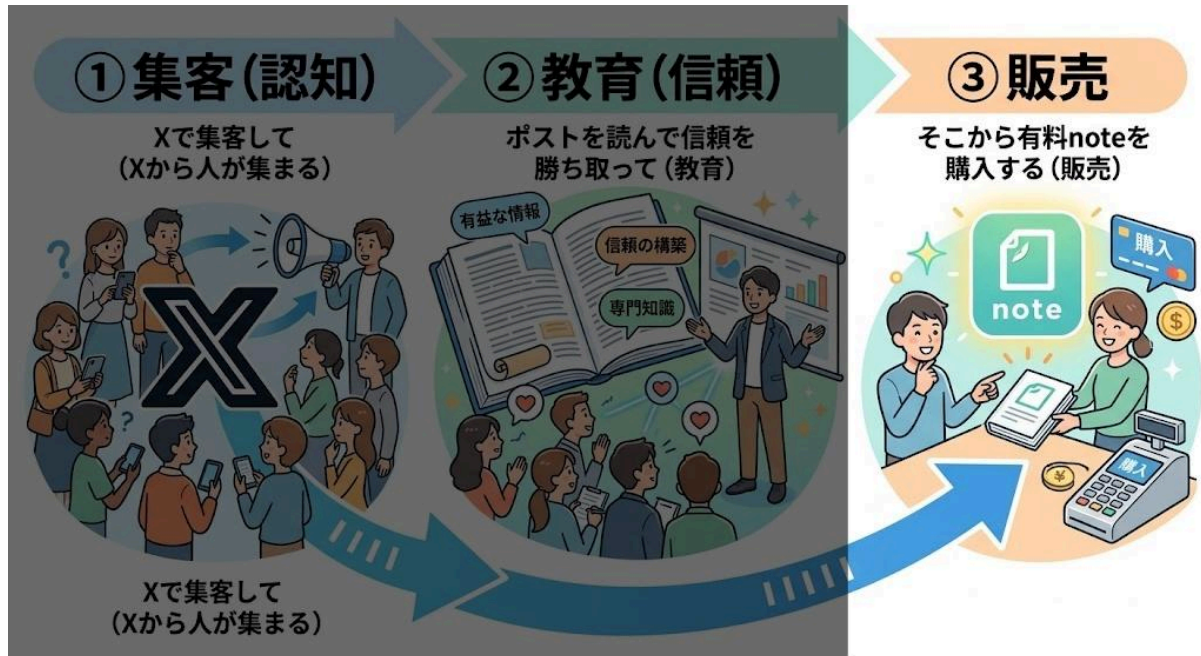 ①集客(認知)
Xで集客して
(Xから人が集まる)
?
X
?
Xで集客して
(Xから人が集まる)
②教育(信頼)
ポストを読んで信頼を
勝ち取って(教育)
有益な情報
信頼の構築
専門知識
③販売
そこから有料noteを
購入する(販売)
note
購入
$
¥
購入